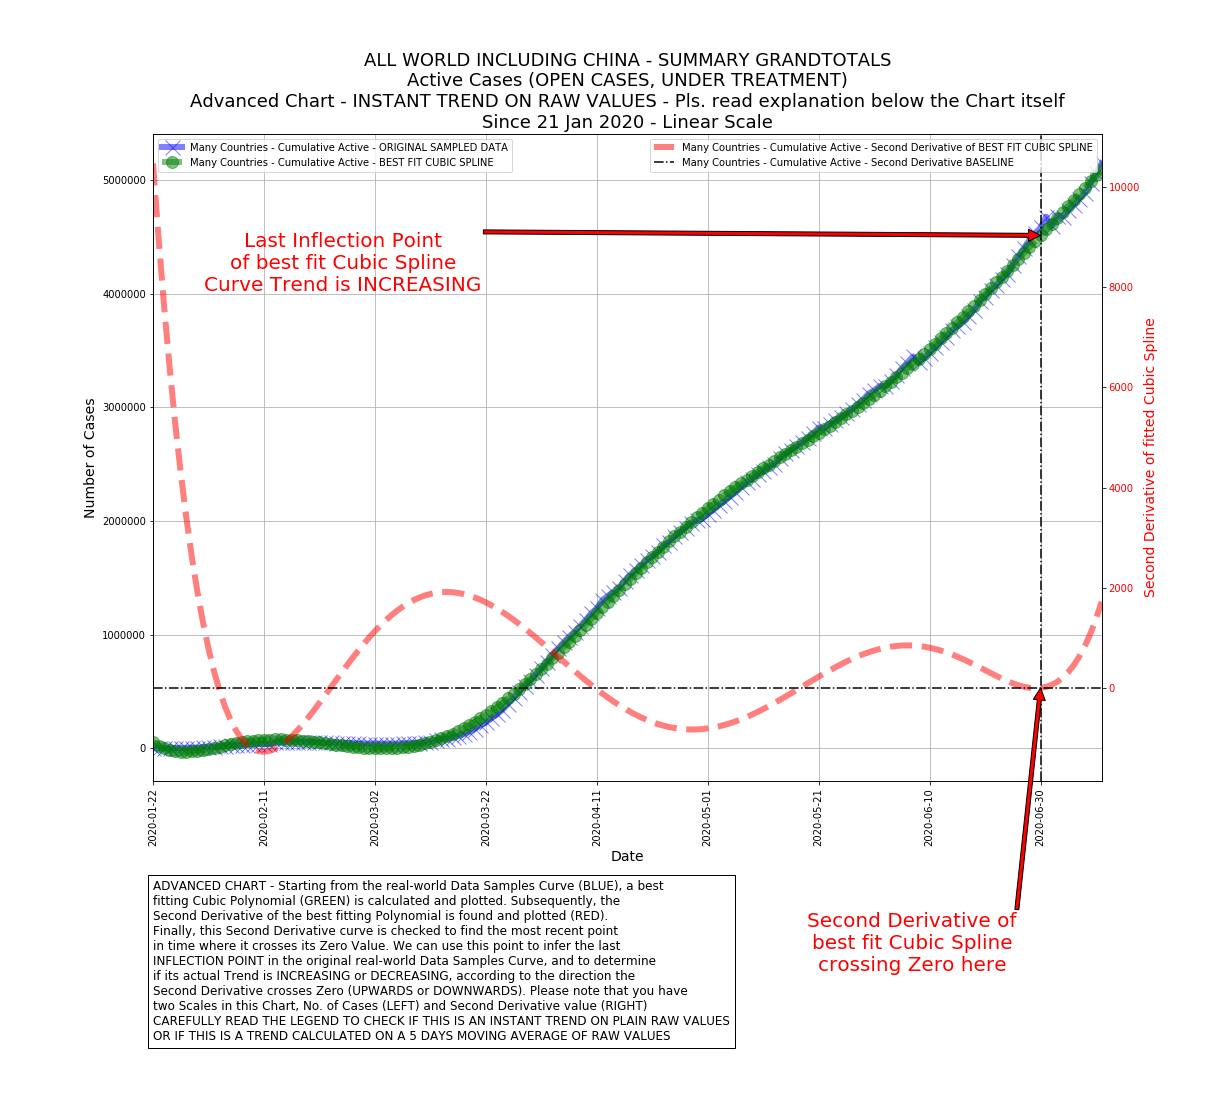 ALL WORLD INCLUDING CHINA - SUMMARY GRANDTOTALS
Active Cases (OPEN CASES, UNDER TREATMENT)
Advanced Chart - INSTANT TREND ON RAW VALUES - Pls. read explanation below the Chart itself
Since 21 Jan 2020 - Linear Scale
Many Countries - Cumulative Active - ORIGINAL SAMPLED DATA
Many Countries - Cumulative Active - BEST FIT CUBIC SPLINE
Many Countries - Cumulative Active - Second Derivative of BEST FIT CUBIC SPLINE
Many Countries - Cumulative Active - Second Derivative BASELINE
Last Inflection Point
of best fit Cubic Spline
Curve Trend is INCREASING
Number of Cases
5000000
4000000
3000000
2000000
1000000
0
10000
8000
6000
4000
2000
0
Second Derivative of fitted Cubic Spline
2020-01-22
2020-02-11
2020-03-02
2020-03-22
2020-04-11
2020-05-01
2020-05-21
2020-06-10
2020-06-30
Date
ADVANCED CHART - Starting from the real-world Data Samples Curve (BLUE), a best
fitting Cubic Polynomial (GREEN) is calculated and plotted. Subsequently, the
Second Derivative of the best fitting Polynomial is found and plotted (RED).
Finally, this Second Derivative curve is checked to find the most recent point
in time where it crosses its Zero Value. We can use this point to infer the last
INFLECTION POINT in the original real-world Data Samples Curve, and to determine
if its actual Trend is INCREASING or DECREASING, according to the direction the
Second Derivative crosses Zero (UPWARDS or DOWNWARDS). Please note that you have
two Scales in this Chart, No. of Cases (LEFT) and Second Derivative value (RIGHT)
CAREFULLY READ THE LEGEND TO CHECK IF THIS IS AN INSTANT TREND ON PLAIN RAW VALUES
OR IF THIS IS A TREND CALCULATED ON A 5 DAYS MOVING AVERAGE OF RAW VALUES
Second Derivative of
best fit Cubic Spline
crossing Zero here